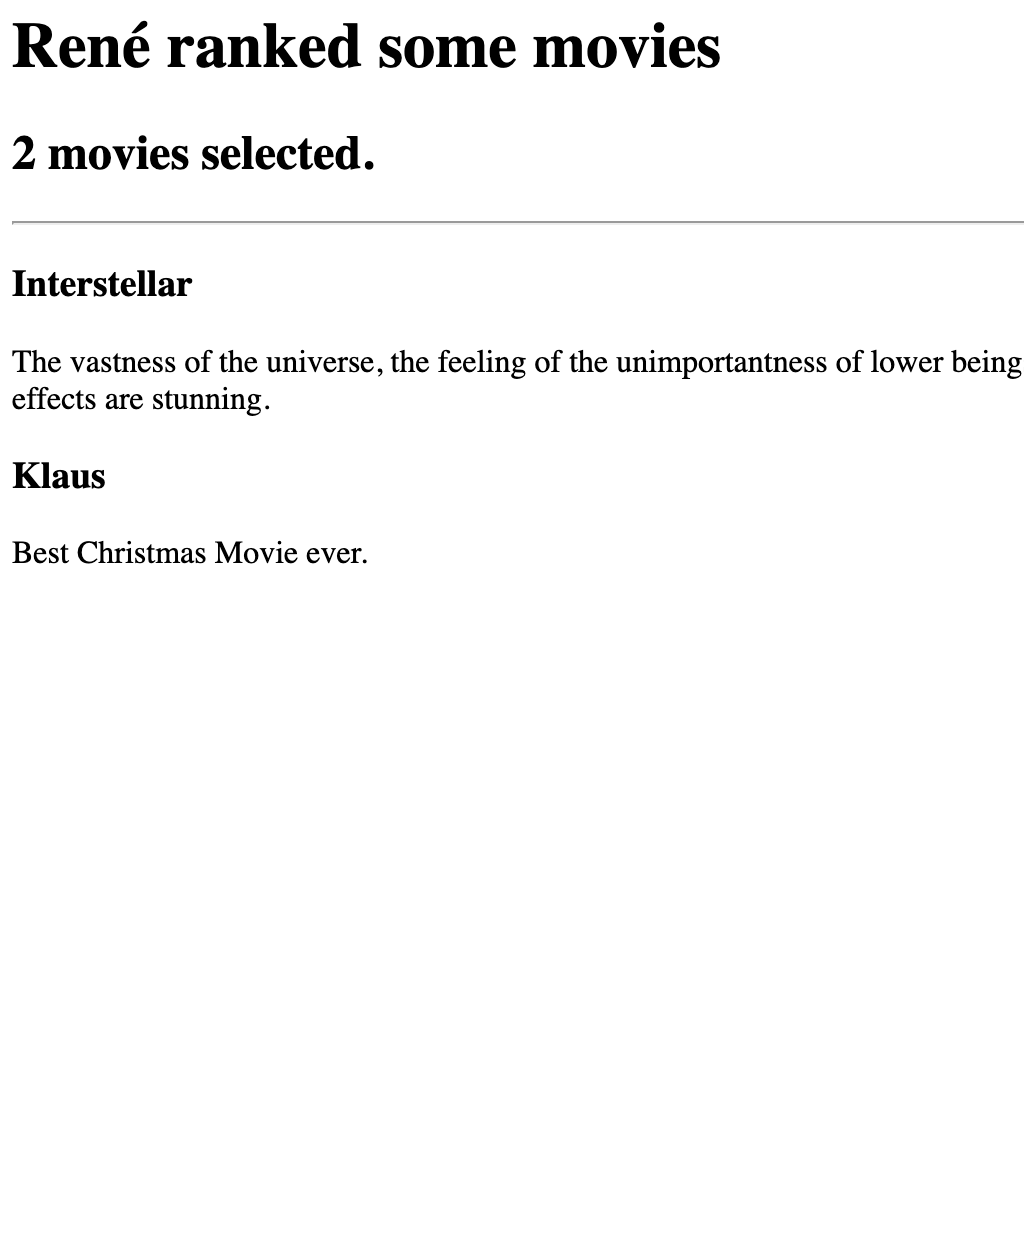 René ranked some movies
2 movies selected.
Interstellar
The vastness of the universe, the feeling of the unimportantness of lower being
effects are stunning.
Klaus
Best Christmas Movie ever.